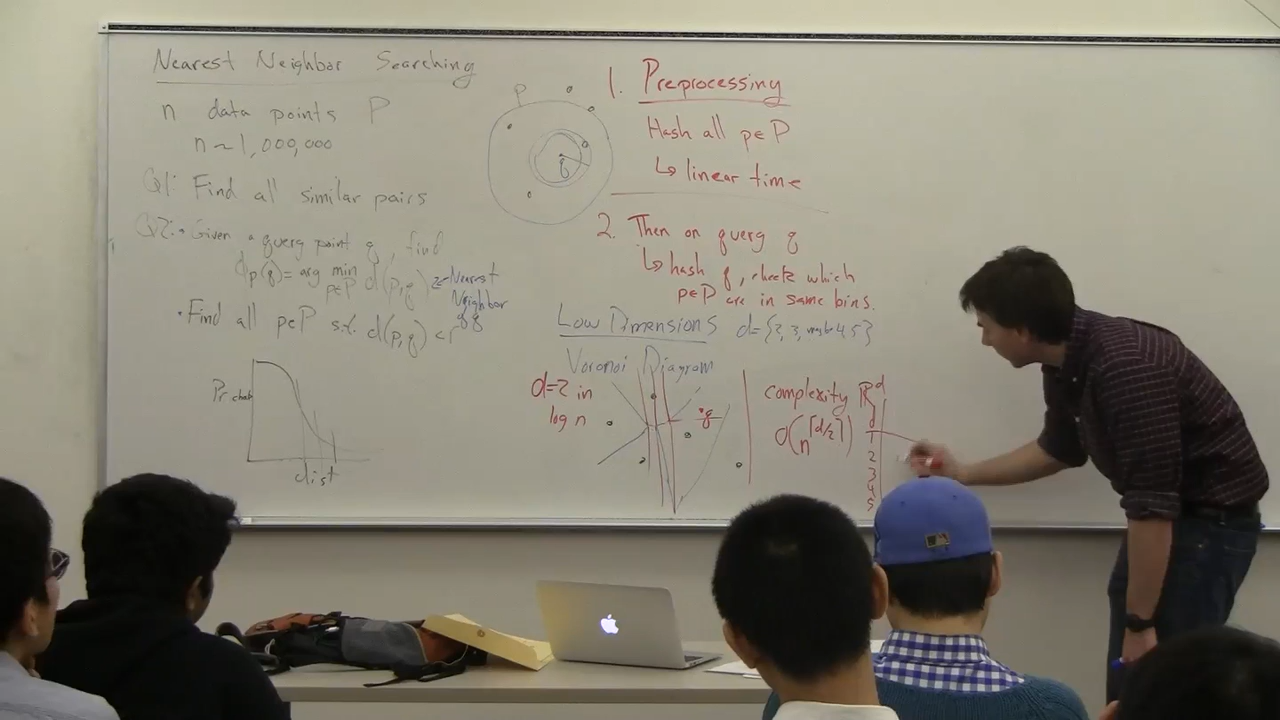 Nearest Neighbor Searching
n data points P
n ~ 1,000,000
Q1: Find all similar pairs
Q2: • Given a query point q, find
ϕp(q) = arg min p∈P d(p,q) ← Nearest Neighbor
• Find all p∈P s.t. d(p,q) < r
Pr
dist
P
q
1. Preprocessing
Hash all p∈P
↳ linear time
2. Then on query q
↳ hash q, check which
p∈P are in same bins.
Low Dimensions d={2,3,maybe 4,5}
Voronoi Diagram
d=2 in
log n
q
complexity ℝ^d
O(n^⌈d/2⌉)
d
1
2
3
4
5